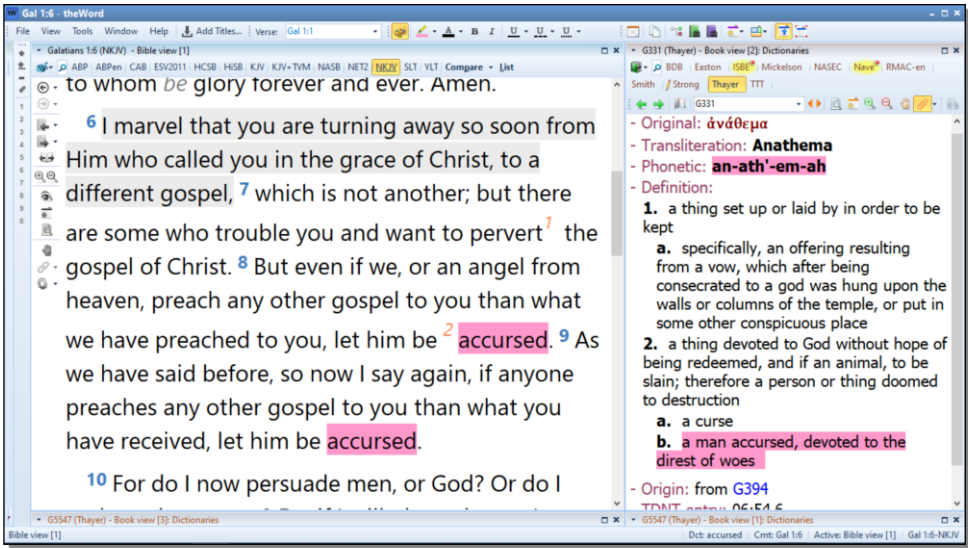 Gal 1:6 - theWord
File View Tools Window Help Add Titles... Verse: Gal 1:1 A B I U U U
Galatians 1:6 (NKJV) - Bible view [1]
ABP ABPen CAB ESV2011 HCSB HiSB KJV KJV+TVM NASB NET2 NKJV SLT YLT Compare List
to whom be glory forever and ever. Amen.
6 I marvel that you are turning away so soon from
Him who called you in the grace of Christ, to a
different gospel, 7 which is not another; but there
are some who trouble you and want to pervert 1 the
gospel of Christ. 8 But even if we, or an angel from
heaven, preach any other gospel to you than what
we have preached to you, let him be 2 accursed. 9 As
we have said before, so now I say again, if anyone
preaches any other gospel to you than what you
have received, let him be accursed.
10 For do I now persuade men, or God? Or do I
G5547 (Thayer) - Book view [3]: Dictionaries
G331 (Thayer) - Book view [2]: Dictionaries
BDB Easton ISBE Mickelson NASEC Nave RMAC-en
Smith Strong Thayer TTT
G331
- Original: ἀνάθεμα
- Transliteration: Anathema
- Phonetic: an-ath'-em-ah
- Definition:
1. a thing set up or laid by in order to be
kept
a. specifically, an offering resulting
from a vow, which after being
consecrated to a god was hung upon the
walls or columns of the temple, or put in
some other conspicuous place
2. a thing devoted to God without hope of
being redeemed, and if an animal, to be
slain; therefore a person or thing doomed
to destruction
a. a curse
b. a man accursed, devoted to the
direst of woes
- Origin: from G394
- TDNT entry: 06:54,6
G5547 (Thayer) - Book view [1]: Dictionaries
Bible view [1] Dct: accursed Cmt: Gal 1:6 Active: Bible view [1] Gal 1:6-NKJV